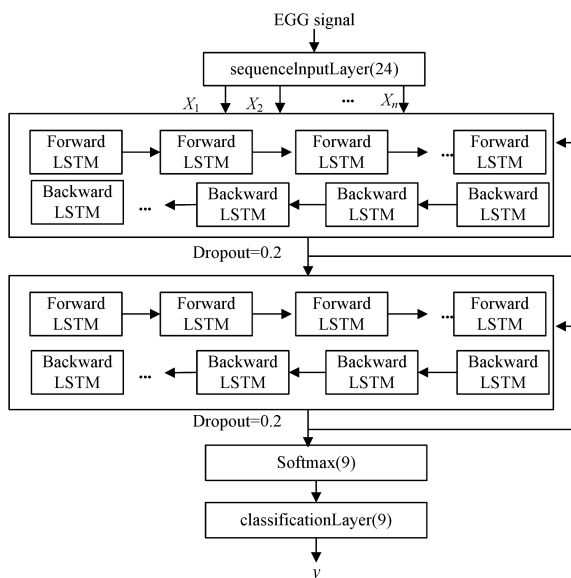 EGG signal
sequenceInputLayer(24)
X1 X2 ... Xn
Forward LSTM
Forward LSTM
Forward LSTM
... Forward LSTM
Backward LSTM
...
Backward LSTM
Backward LSTM
Backward LSTM
Dropout=0.2
Forward LSTM
Forward LSTM
Forward LSTM
... Forward LSTM
Backward LSTM
...
Backward LSTM
Backward LSTM
Backward LSTM
Dropout=0.2
Softmax(9)
classificationLayer(9)
y